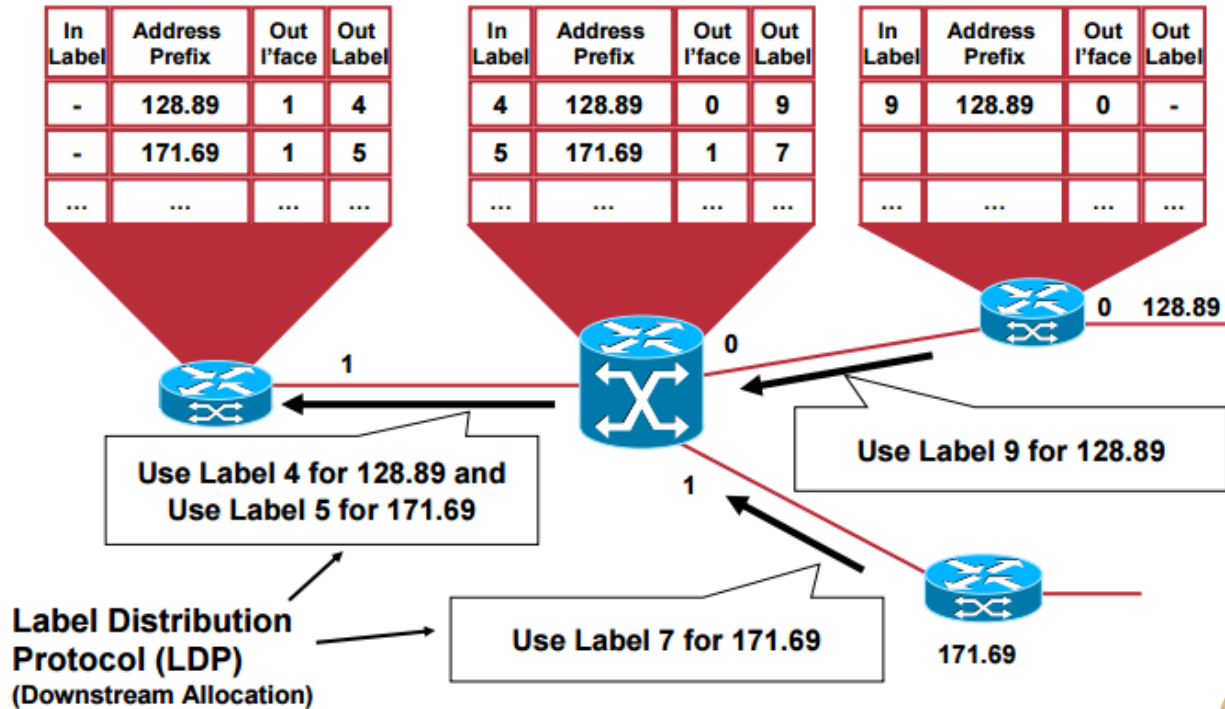 In Label Address Prefix Out I'face Out Label
- 128.89 1 4
- 171.69 1 5
... ... ... ...
In Label Address Prefix Out I'face Out Label
4 128.89 0 9
5 171.69 1 7
... ... ... ...
In Label Address Prefix Out I'face Out Label
9 128.89 0 -
... ... ... ...
0 128.89
0
1
1
Use Label 9 for 128.89
Use Label 4 for 128.89 and
Use Label 5 for 171.69
Use Label 7 for 171.69
171.69
Label Distribution
Protocol (LDP)
(Downstream Allocation)